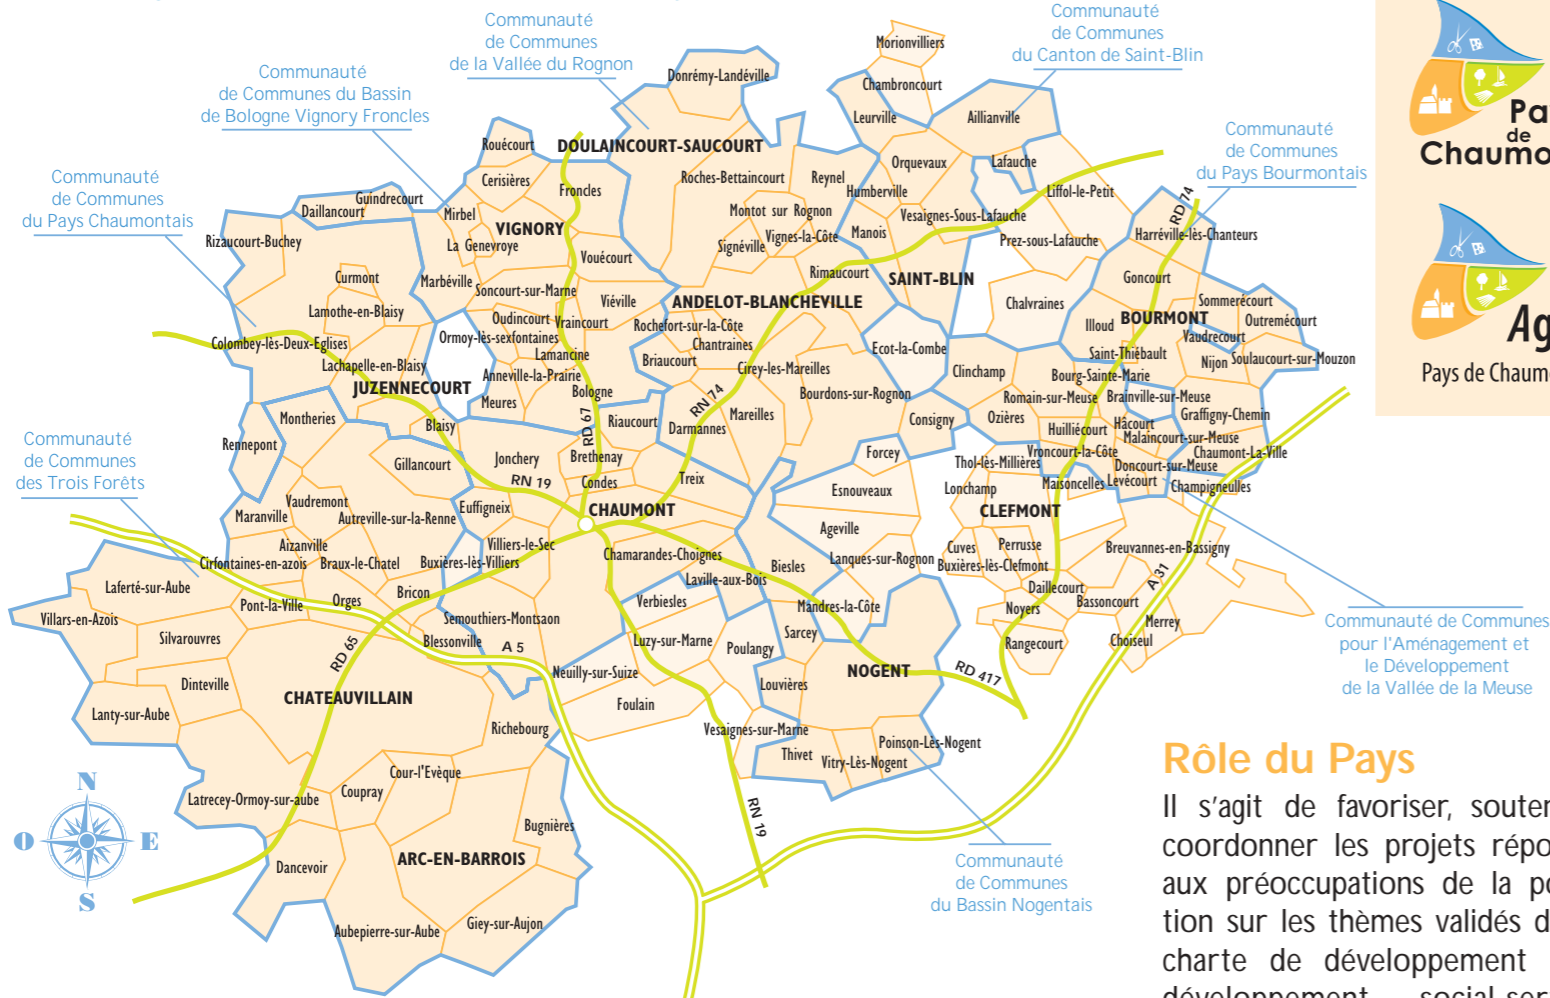 Communauté
de Communes
de la Vallée du Rognon
Communauté
de Communes
du Canton de Saint-Blin
Communauté
de Communes du Bassin
de Bologne Vignory Froncles
Communauté
de Communes
du Pays Bourmontais
Communauté
de Communes
du Pays Chaumontais
Communauté
de Communes
des Trois Forêts
Communauté de Communes
pour l'Aménagement et
le Développement
de la Vallée de la Meuse
Communauté
de Communes
du Bassin Nogentais
Morionvilliers
Donrémy-Landéville
Chambroncourt
Leurville
Aillianville
Rouécourt
DOULAINCOURT-SAUCOURT
Orquevaux
Lafauche
Cerisières
Froncles
Roches-Bettaincourt
Reynel
Humberville
Liffol-le-Petit
RD 74
Guindrecourt
Daillancourt
Mirbel
VIGNORY
Montot sur Rognon
Vesaignes-Sous-Lafauche
Rizaucourt-Buchey
La Genevroye
Signéville
Vignes-la-Côte
Manois
Prez-sous-Lafauche
Harréville-lès-Chanteurs
Vouécourt
Curmont
Marbéville
Soncourt-sur-Marne
Rimaucourt
SAINT-BLIN
Goncourt
Viéville
ANDELOT-BLANCHEVILLE
Chalvraines
Sommerécourt
Lamothe-en-Blaisy
Oudincourt
Vraincourt
Rochefort-sur-la-Côte
Illoud
BOURMONT
Outremécourt
Colombey-lès-Deux-Eglises
Ormoy-lès-sexfontaines
Chantraines
Ecot-la-Combe
Vaudrecourt
Lamancine
Briaucourt
Saint-Thiébault
Nijon
Soulaucourt-sur-Mouzon
Lachapelle-en-Blaisy
Anneville-la-Prairie
Cirey-les-Mareilles
Clinchamp
Bourg-Sainte-Marie
JUZENNECOURT
Meures
Bologne
Bourdons-sur-Rognon
Romain-sur-Meuse
Brainville-sur-Meuse
RN 74
Montheries
Blaisy
RD 67
Riaucourt
Darmannes
Mareilles
Consigny
Ozières
Graffigny-Chemin
Hâcourt
Huilliécourt
Malaincourt-sur-Meuse
Rennepont
Gillancourt
Jonchery
Brethenay
Forcey
Thol-lès-Millières
Vroncourt-la-Côte
Chaumont-La-Ville
Doncourt-sur-Meuse
RN 19
Condes
Treix
Esnouveaux
Lonchamp
Maisoncelles
Levécourt
Champigneulles
Vaudremont
Maranville
Autreville-sur-la-Renne
Euffigneix
CHAUMONT
CLEFMONT
Ageville
Aizanville
Villiers-le-Sec
Chamarandes-Choignes
Cuves
Perrusse
Breuvannes-en-Bassigny
Cirfontaines-en-azois
Braux-le-Chatel
Buxières-lès-Villiers
Biesles
Lanques-sur-Rognon
Buxières-lès-Clefmont
A 31
Laferté-sur-Aube
Bricon
Laville-aux-Bois
Daillecourt
Villars-en-Azois
Pont-la-Ville
Orges
Verbiesles
Mandres-la-Côte
Noyers
Bassoncourt
Semouthiers-Montsaon
Merrey
Silvarouvres
Blessonville
A 5
Luzy-sur-Marne
Sarcey
Rangecourt
Choiseul
RD 65
Poulangy
Neuilly-sur-Suize
NOGENT
RD 417
Dinteville
CHATEAUVILLAIN
Louvières
Foulain
Lanty-sur-Aube
Richebourg
Vesaignes-sur-Marne
Thivet
Poinson-Lès-Nogent
Vitry-Lès-Nogent
Cour-l'Evèque
Coupray
Latrecey-Ormoy-sur-aube
RN 19
Bugnières
Dancevoir
ARC-EN-BARROIS
Aubepierre-sur-Aube
Giey-sur-Aujon
N
O
E
S
Pa
de
Chaumo
Ag
Pays de Chaum
Rôle du Pays
Il s'agit de favoriser, souten
coordonner les projets répo
aux préoccupations de la po
tion sur les thèmes validés d
charte de développement
développement social-ser